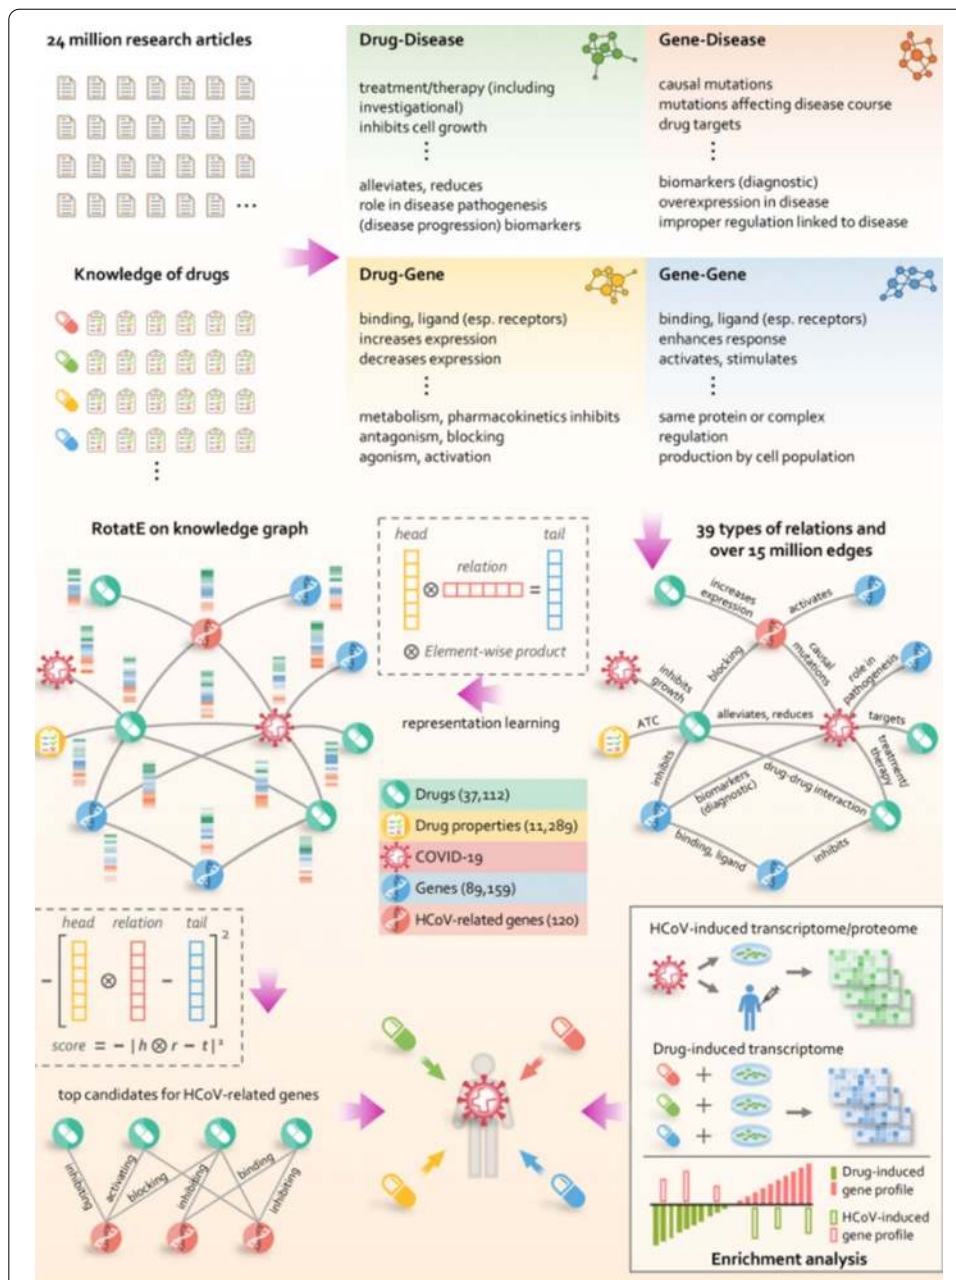 24 million research articles
Knowledge of drugs
Drug-Disease
treatment/therapy (including
investigational)
inhibits cell growth
alleviates, reduces
role in disease pathogenesis
(disease progression) biomarkers
Gene-Disease
causal mutations
mutations affecting disease course
drug targets
biomarkers (diagnostic)
overexpression in disease
improper regulation linked to disease
Drug-Gene
binding, ligand (esp. receptors)
increases expression
decreases expression
metabolism, pharmacokinetics inhibits
antagonism, blocking
agonism, activation
Gene-Gene
binding, ligand (esp. receptors)
enhances response
activates, stimulates
same protein or complex
regulation
production by cell population
RotatE on knowledge graph
head
tail
relation
⊗
=
⊗ Element-wise product
representation learning
39 types of relations and
over 15 million edges
increases
expression
activates
blocking
causal
mutations
role in
pathogenesis
inhibits
growth
ATC
alleviates, reduces
targets
treatment/
therapy
inhibits
biomarkers
(diagnostic)
drug-drug interaction
binding, ligand
inhibits
Drugs (37,112)
Drug properties (11,289)
COVID-19
Genes (89,159)
HCoV-related genes (120)
head relation tail
2
− ⊗ −
score = − | h ⊗ r − t|²
top candidates for HCoV-related genes
inhibiting
activating
blocking
inhibiting
binding
inhibiting
HCoV-induced transcriptome/proteome
Drug-induced transcriptome
+
+
+
Drug-induced
gene profile
HCoV-induced
gene profile
Enrichment analysis